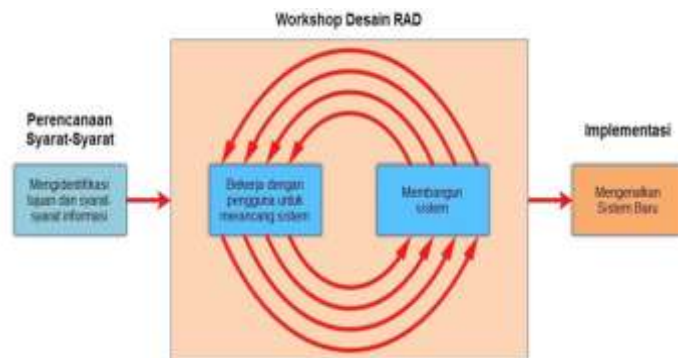 Workshop Desain RAD
Perencanaan
Syarat-Syarat
Mengidentifikasi
tujuan dan syarat-
syarat informasi
Bekerja dengan
pengguna untuk
merancang sistem
Membangun
sistem
Implementasi
Mengenalkan
Sistem Baru